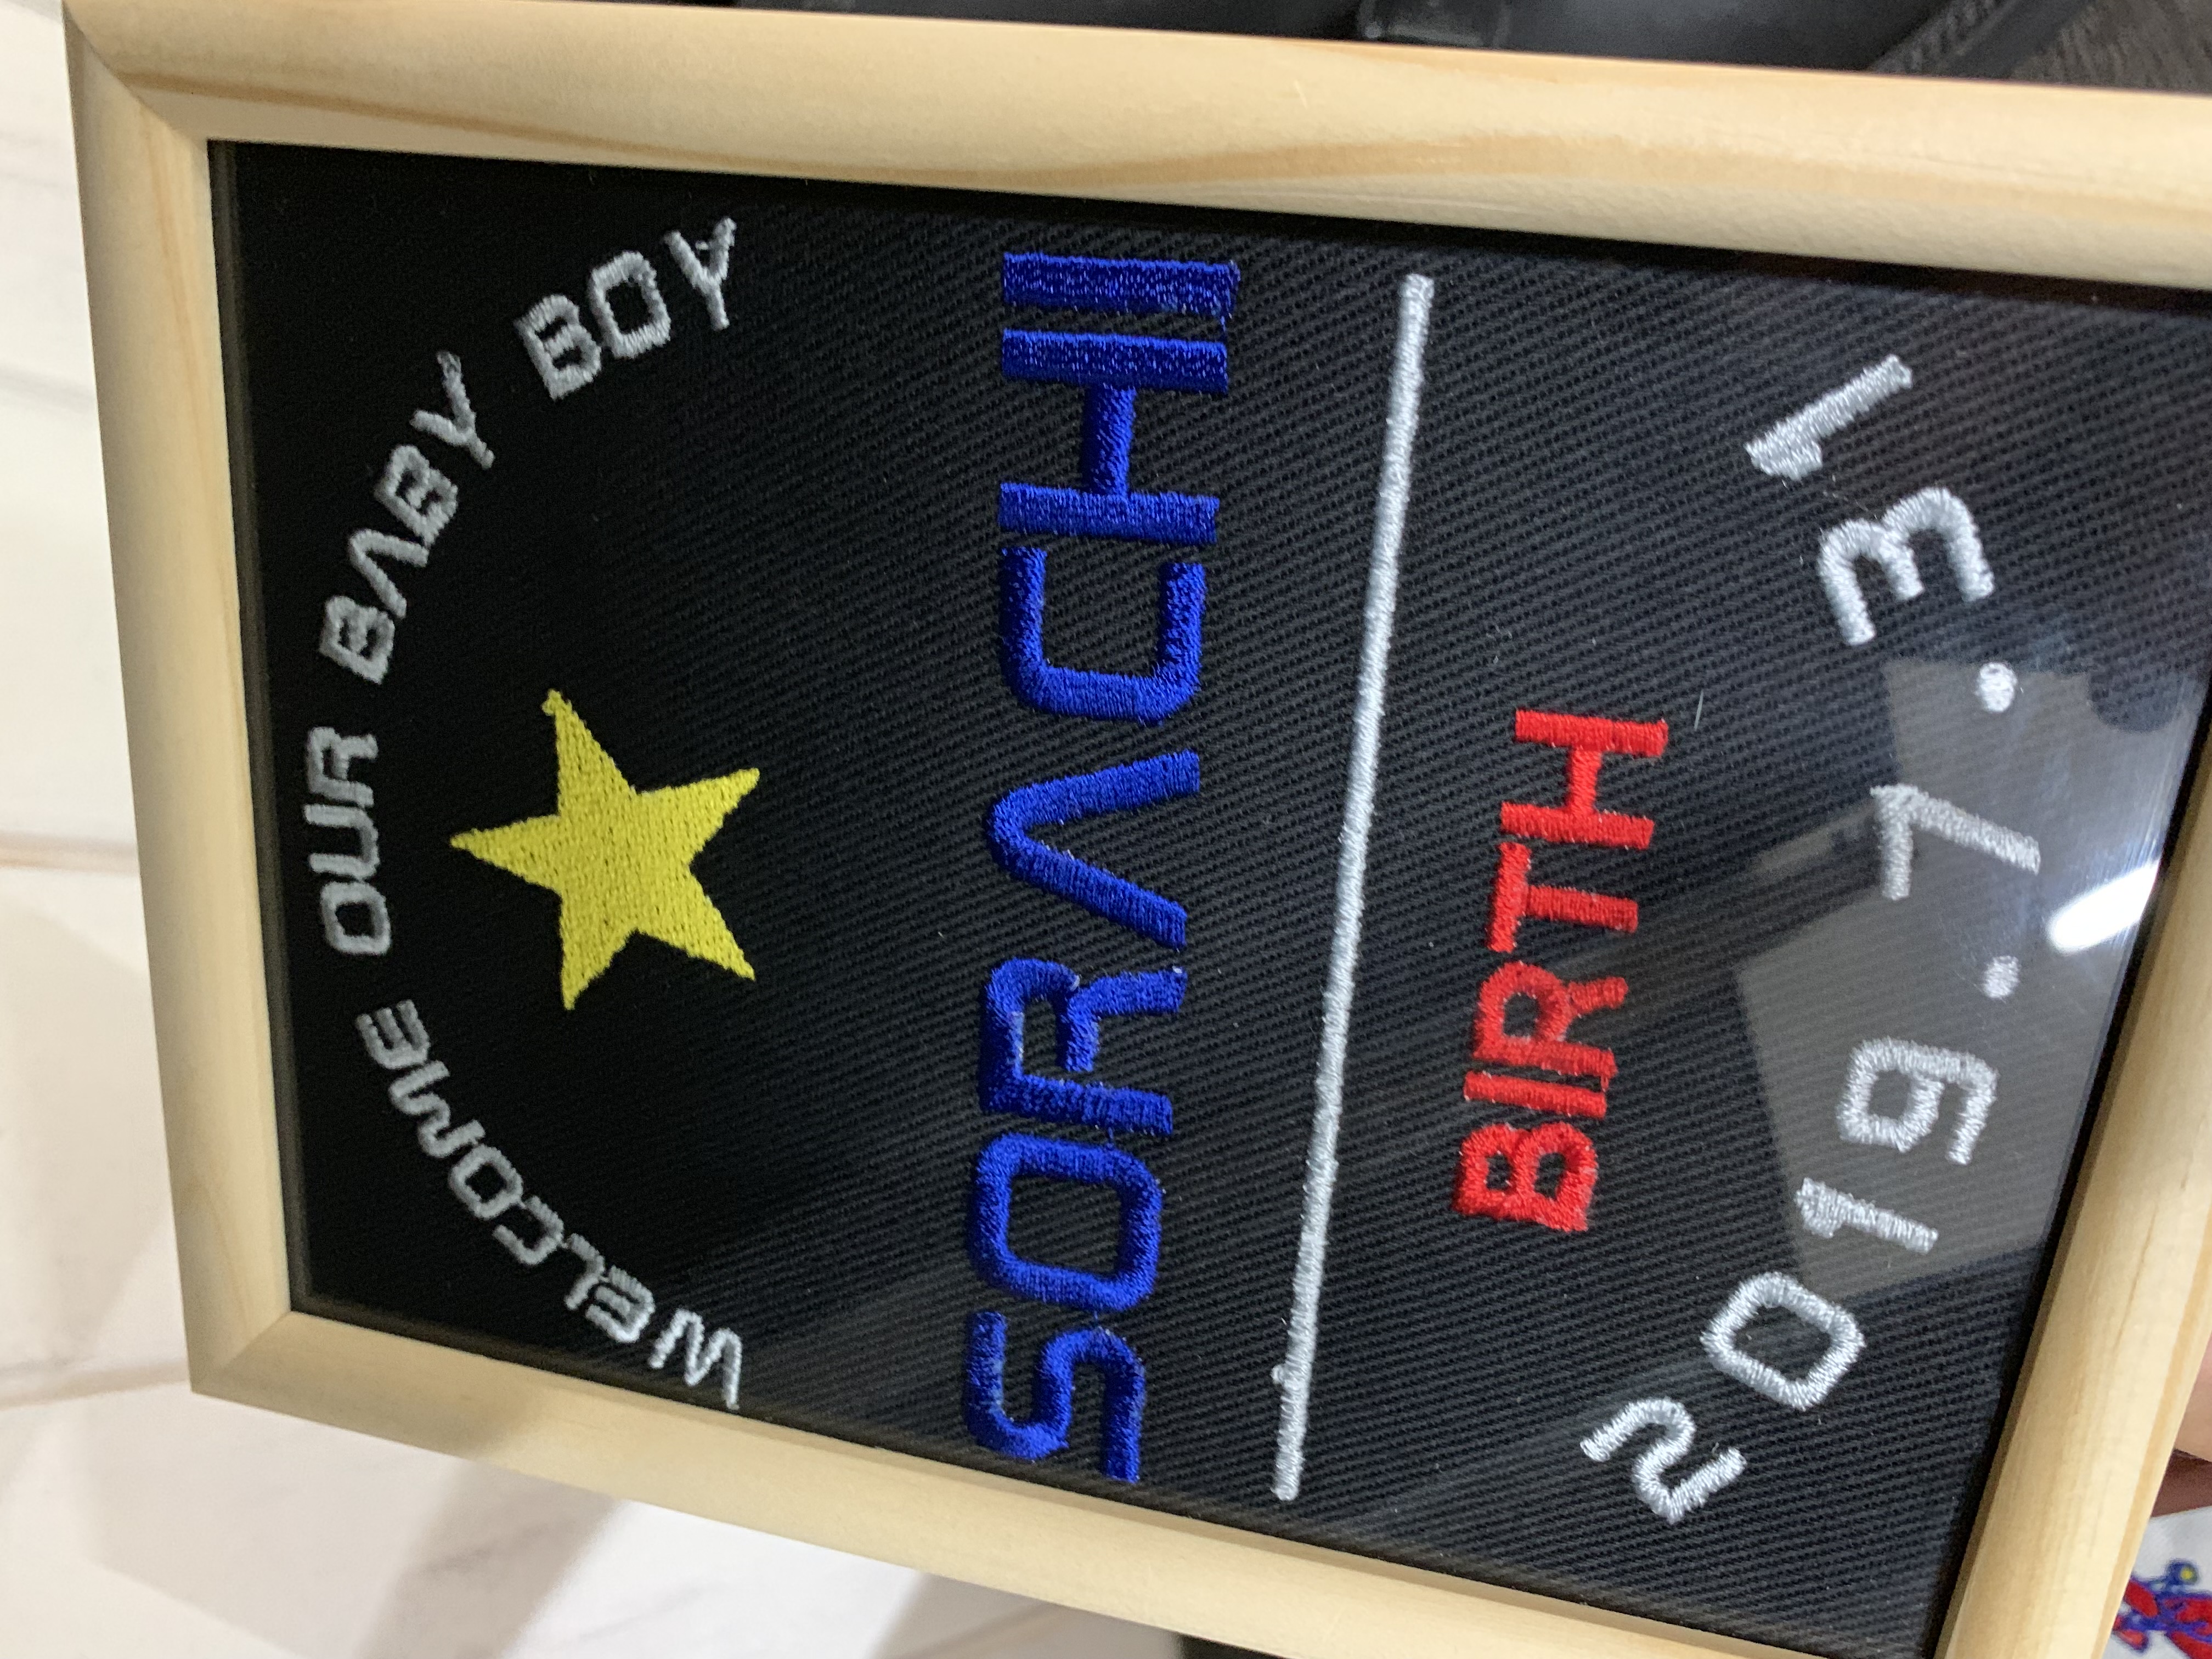 WELCOME OUR BABY BOY
SORACHI
BIRTH
2019.7.31